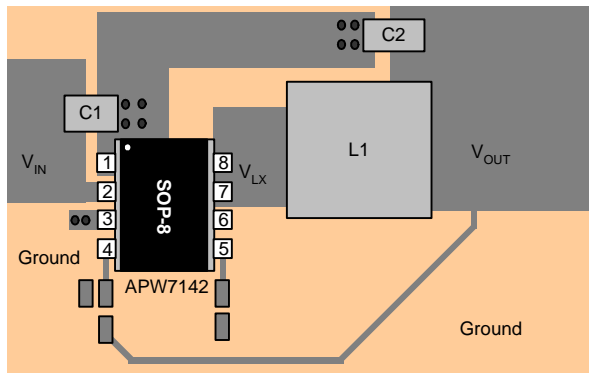 C2
C1
L1
V_IN
V_LX
V_OUT
1
8
2
7
3
6
4
5
SOP-8
Ground
APW7142
Ground